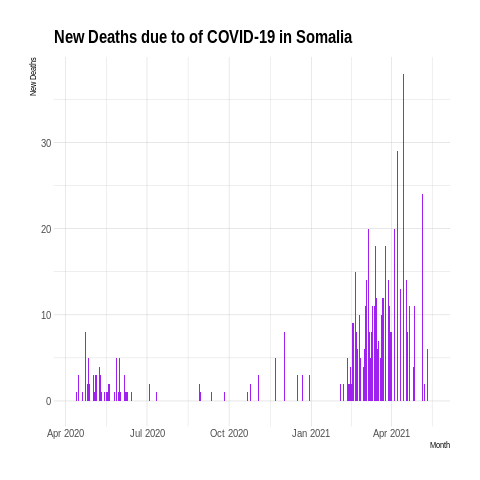 New Deaths due to of COVID-19 in Somalia
New Deaths
30
20
10
0
Apr 2020
Jul 2020
Oct 2020
Jan 2021
Apr 2021
Month